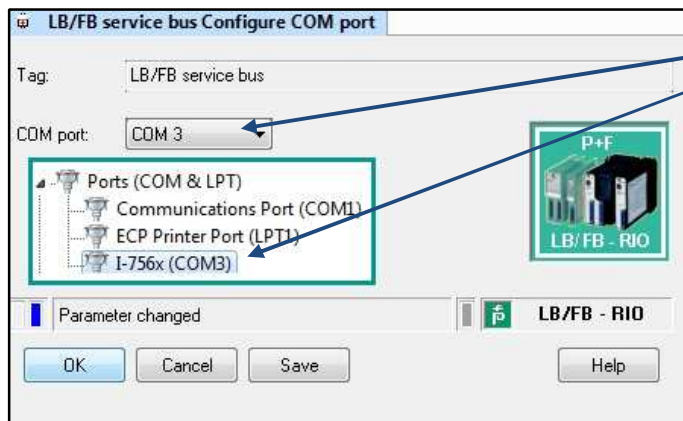 LB/FB service bus Configure COM port
Tag:
LB/FB service bus
COM port:
COM 3
P+F
LB/FB - RIO
Ports (COM & LPT)
Communications Port (COM1)
ECP Printer Port (LPT1)
I-756x (COM3)
Parameter changed
LB/FB - RIO
OK
Cancel
Save
Help